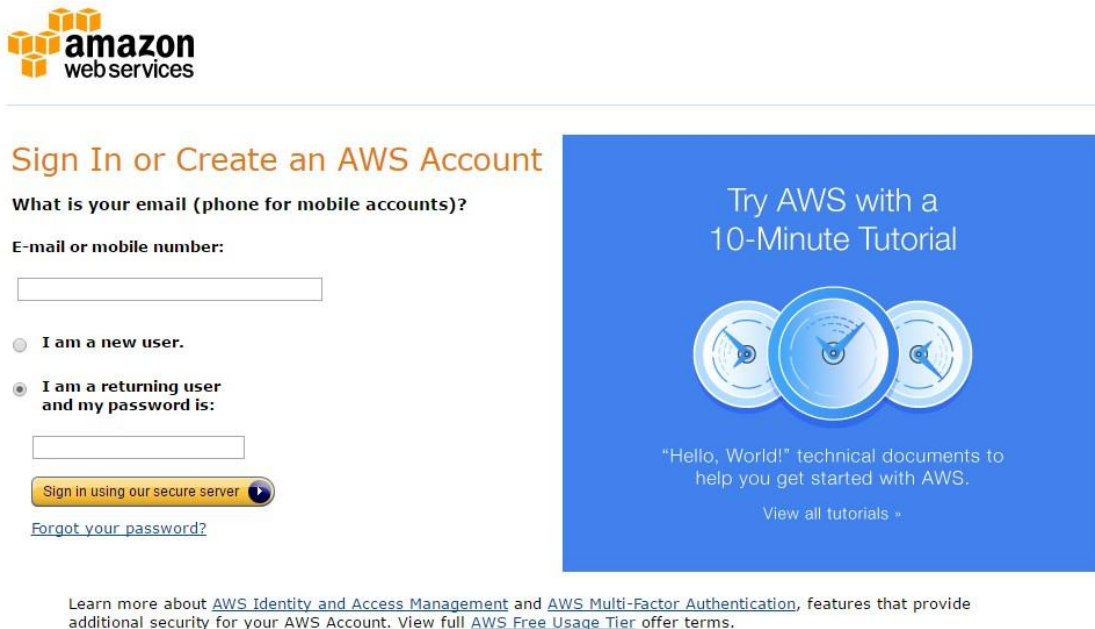 amazon
web services
Sign In or Create an AWS Account
What is your email (phone for mobile accounts)?
E-mail or mobile number:
I am a new user.
I am a returning user
and my password is:
Sign in using our secure server
Forgot your password?
Try AWS with a
10-Minute Tutorial
“Hello, World!” technical documents to
help you get started with AWS.
View all tutorials »
Learn more about AWS Identity and Access Management and AWS Multi-Factor Authentication, features that provide
additional security for your AWS Account. View full AWS Free Usage Tier offer terms.